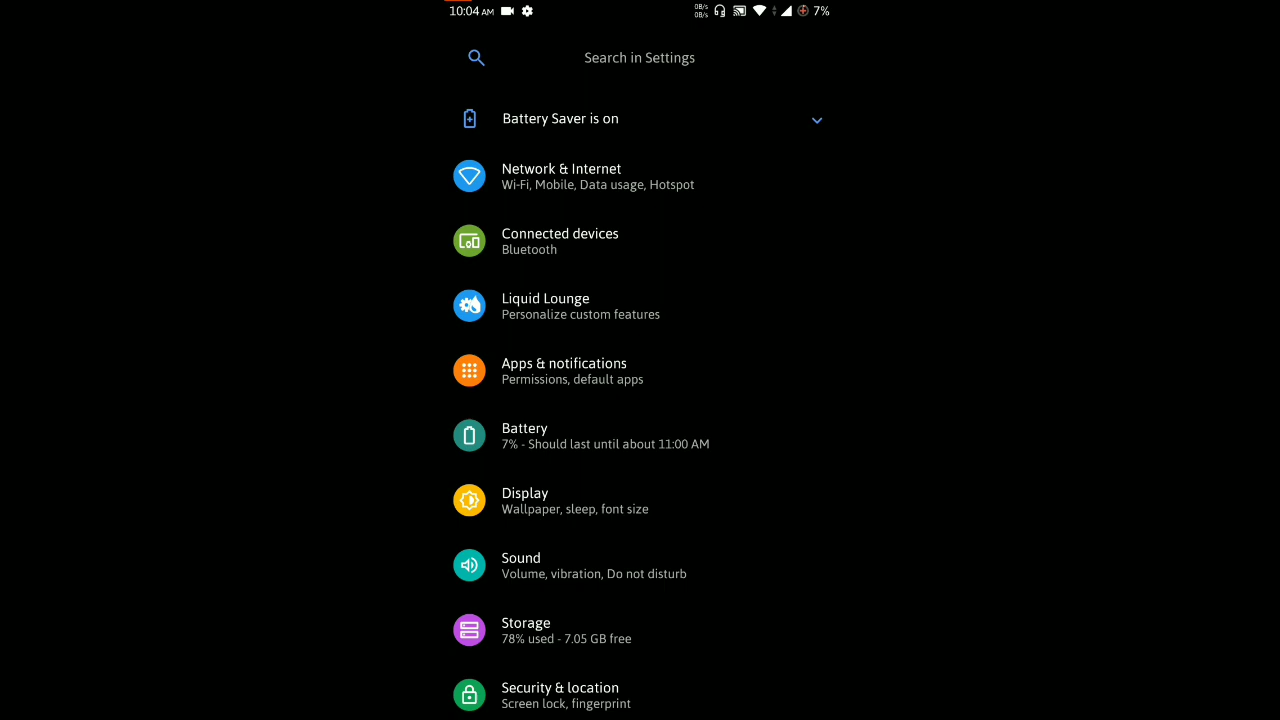 10:04 AM
0B/s
0B/s
7%
Search in Settings
Battery Saver is on
Network & Internet
Wi-Fi, Mobile, Data usage, Hotspot
Connected devices
Bluetooth
Liquid Lounge
Personalize custom features
Apps & notifications
Permissions, default apps
Battery
7% - Should last until about 11:00 AM
Display
Wallpaper, sleep, font size
Sound
Volume, vibration, Do not disturb
Storage
78% used - 7.05 GB free
Security & location
Screen lock, fingerprint